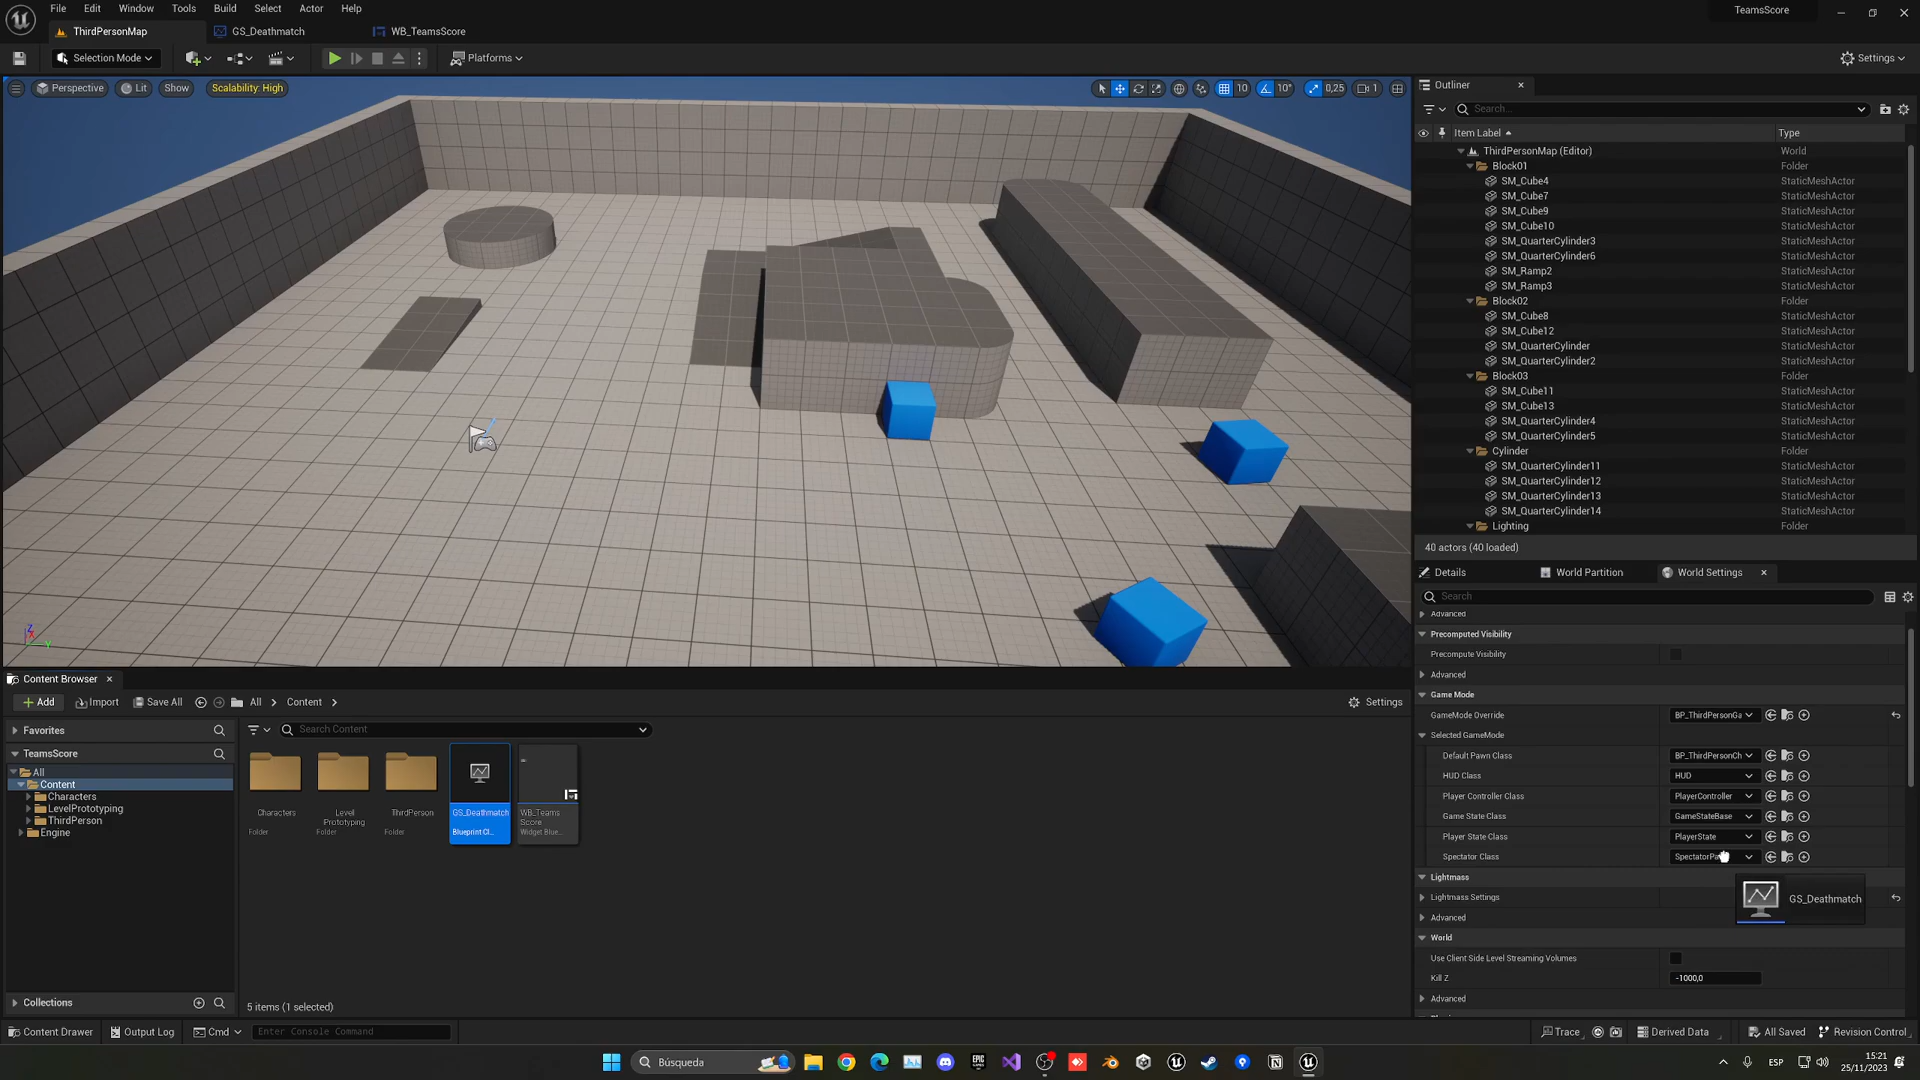 File Edit Window Tools Build Select Actor Help
TeamsScore
ThirdPersonMap GS_Deathmatch WB_TeamsScore
Selection Mode Platforms Settings
Perspective Lit Show Scalability: High 10 10° 0,25 1
Outliner
Search...
Item Label Type
ThirdPersonMap (Editor) World
Block01 Folder
SM_Cube4 StaticMeshActor
SM_Cube7 StaticMeshActor
SM_Cube9 StaticMeshActor
SM_Cube10 StaticMeshActor
SM_QuarterCylinder3 StaticMeshActor
SM_QuarterCylinder6 StaticMeshActor
SM_Ramp2 StaticMeshActor
SM_Ramp3 StaticMeshActor
Block02 Folder
SM_Cube8 StaticMeshActor
SM_Cube12 StaticMeshActor
SM_QuarterCylinder StaticMeshActor
SM_QuarterCylinder2 StaticMeshActor
Block03 Folder
SM_Cube11 StaticMeshActor
SM_Cube13 StaticMeshActor
SM_QuarterCylinder4 StaticMeshActor
SM_QuarterCylinder5 StaticMeshActor
Cylinder Folder
SM_QuarterCylinder11 StaticMeshActor
SM_QuarterCylinder12 StaticMeshActor
SM_QuarterCylinder13 StaticMeshActor
SM_QuarterCylinder14 StaticMeshActor
Lighting Folder
40 actors (40 loaded)
Details World Partition World Settings
Search
Advanced
Precomputed Visibility
Precompute Visibility
Advanced
Game Mode
GameMode Override BP_ThirdPersonGa
Selected GameMode
Default Pawn Class BP_ThirdPersonCh
HUD Class HUD
Player Controller Class PlayerController
Game State Class GameStateBase
Player State Class PlayerState
Spectator Class
Lightmass
Lightmass Settings
Advanced
GS_Deathmatch
World
Use Client Side Level Streaming Volumes
Kill Z -1000,0
Advanced
Z X Y
Content Browser
Add Import Save All All Content Settings
Favorites
TeamsScore
All
Content
Characters
LevelPrototyping
ThirdPerson
Engine
Collections
Search Content
Characters
Folder
Level
Prototyping
Folder
ThirdPerson
Folder
GS_Deathmatch
Blueprint Cl...
WB_Teams
Score
Widget Blue...
5 items (1 selected)
Content Drawer Output Log Cmd Enter Console Command Trace Derived Data All Saved Revision Control
Búsqueda EPIC GAMES ESP 15:21
25/11/2023